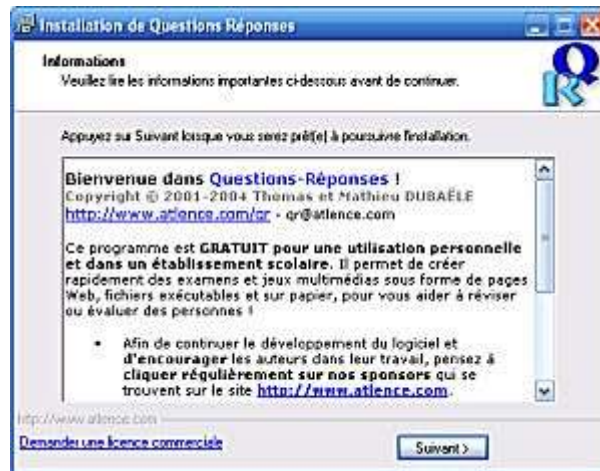 Installation de Questions Réponses
Informations
Veuillez lire les informations importantes ci-dessous avant de continuer.
QR
Appuyez sur Suivant lorsque vous serez prêt(e) à poursuivre l'installation.
Bienvenue dans Questions-Réponses !
Copyright © 2001-2004 Thomas et Mathieu DUBAËLE
http://www.atlence.com/qr - qr@atlence.com
Ce programme est GRATUIT pour une utilisation personnelle
et dans un établissement scolaire. Il permet de créer
rapidement des examens et jeux multimédias sous forme de pages
Web, fichiers exécutables et sur papier, pour vous aider à réviser
ou évaluer des personnes !
• Afin de continuer le développement du logiciel et
d'encourager les auteurs dans leur travail, pensez à
cliquer régulièrement sur nos sponsors qui se
trouvent sur le site http://www.atlence.com.
http://www.atlence.com
Demander une licence commerciale
Suivant >